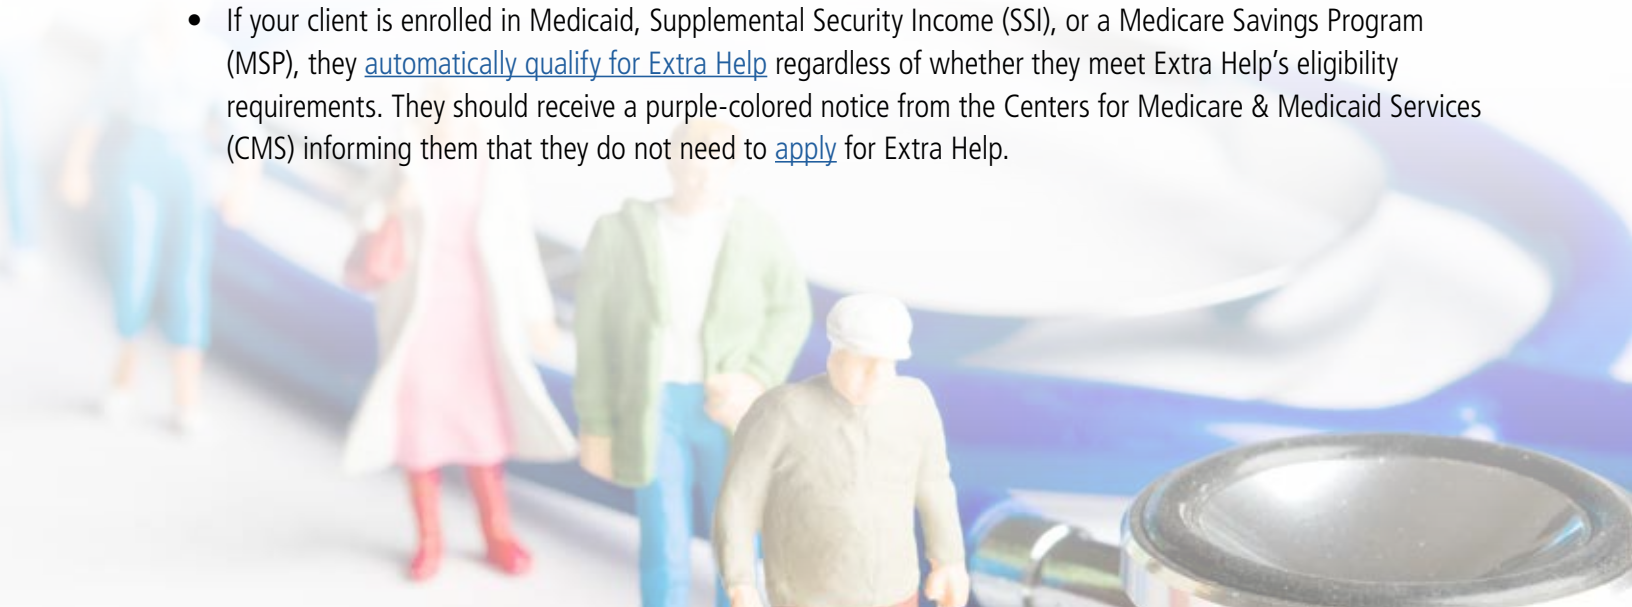 • If your client is enrolled in Medicaid, Supplemental Security Income (SSI), or a Medicare Savings Program
(MSP), they automatically qualify for Extra Help regardless of whether they meet Extra Help’s eligibility
requirements. They should receive a purple-colored notice from the Centers for Medicare & Medicaid Services
(CMS) informing them that they do not need to apply for Extra Help.